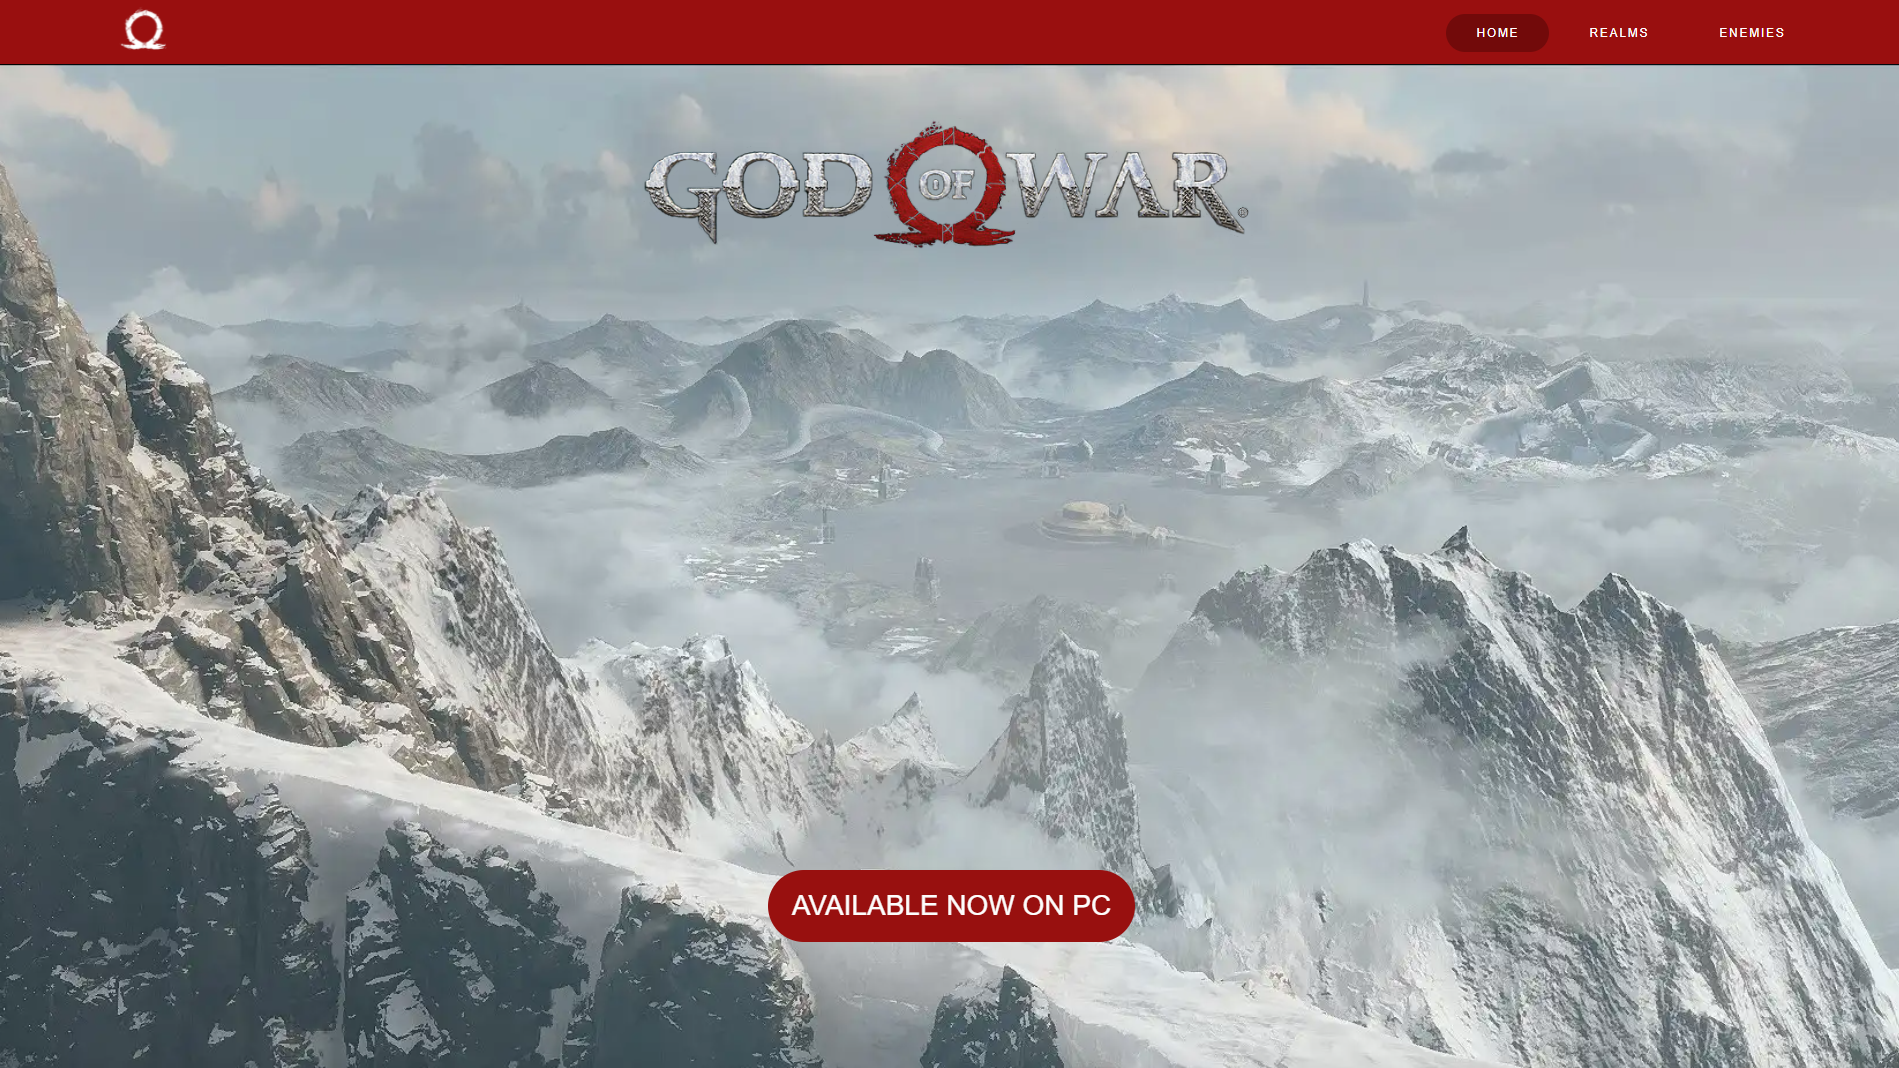 HOME
REALMS
ENEMIES
GOD OF WAR®
AVAILABLE NOW ON PC